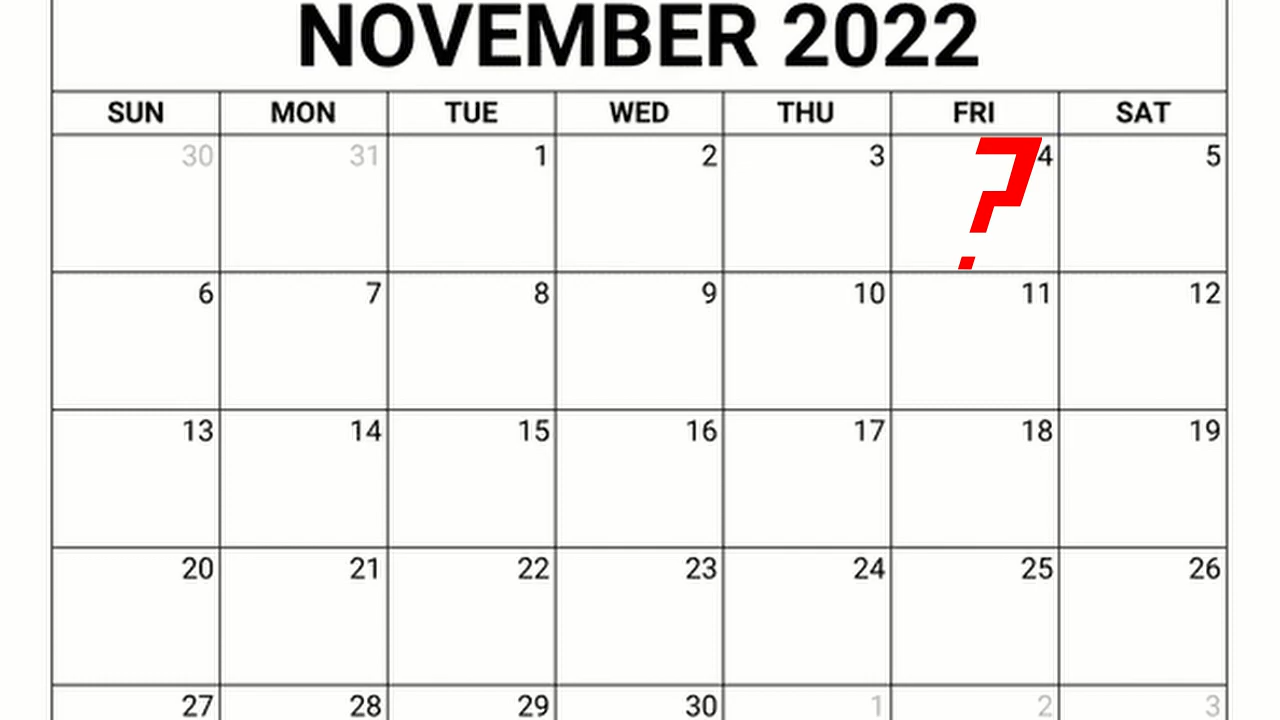 NOVEMBER 2022
SUN MON TUE WED THU FRI SAT
30 31 1 2 3 ? 4 5
6 7 8 9 10 11 12
13 14 15 16 17 18 19
20 21 22 23 24 25 26
27 28 29 30 1 2 3